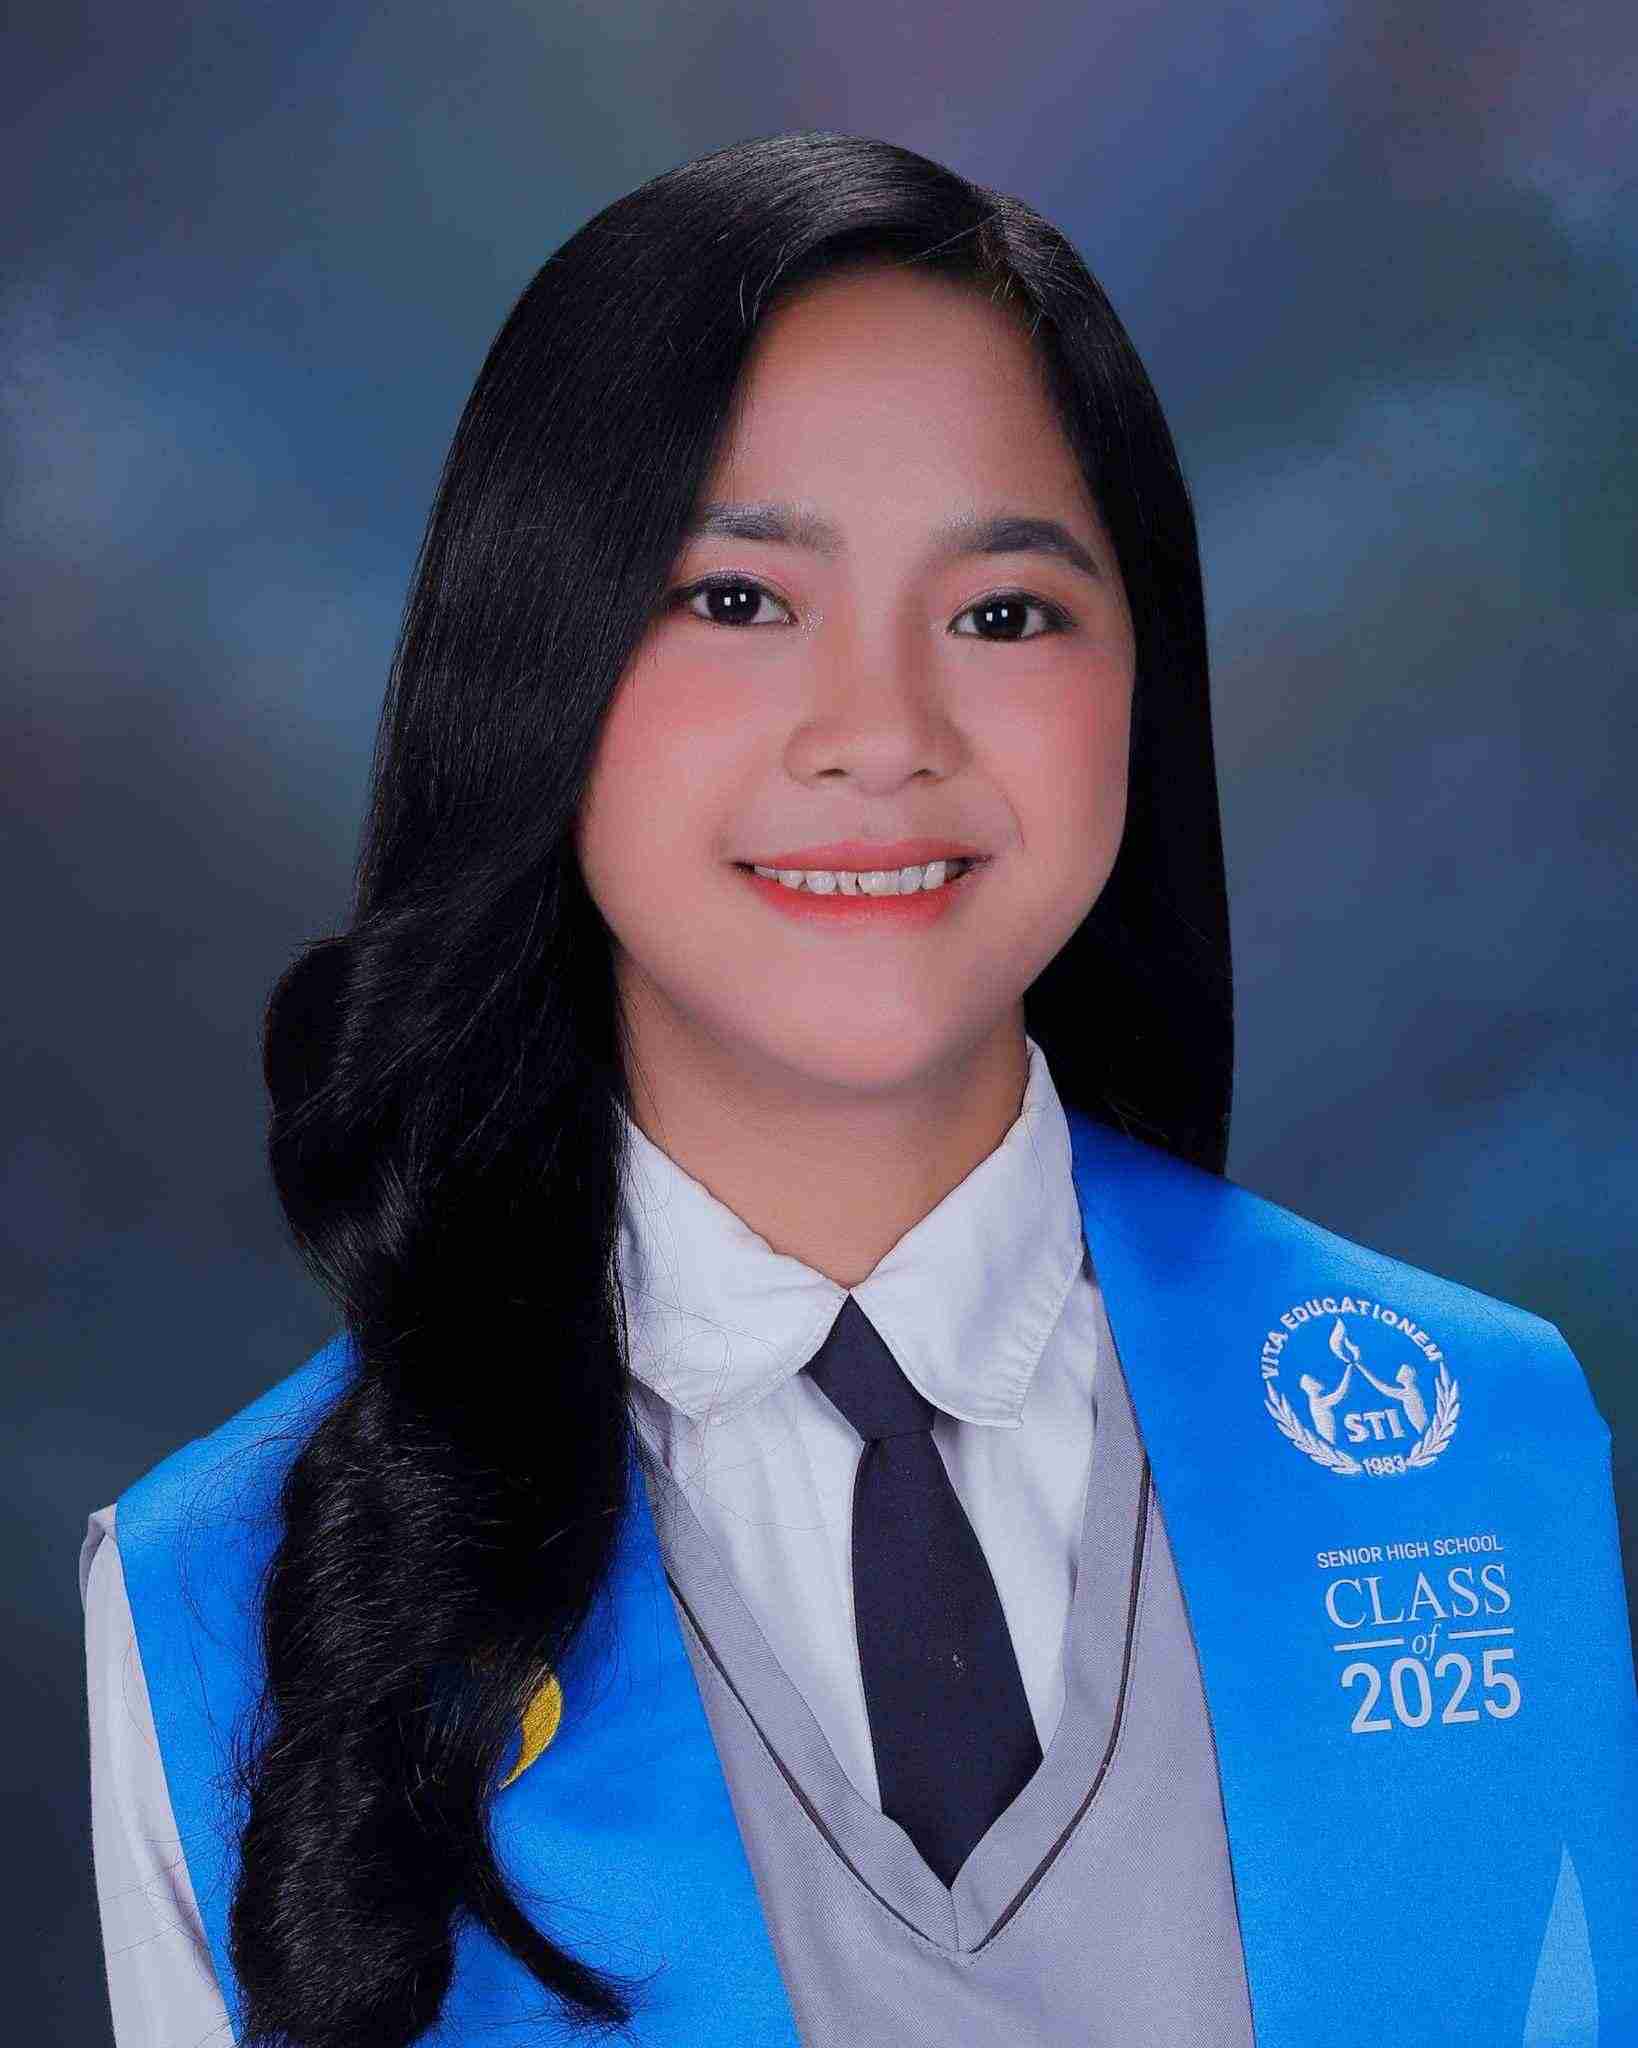 VITA EDUCATIONEM
STI
1983
SENIOR HIGH SCHOOL
CLASS
of
2025